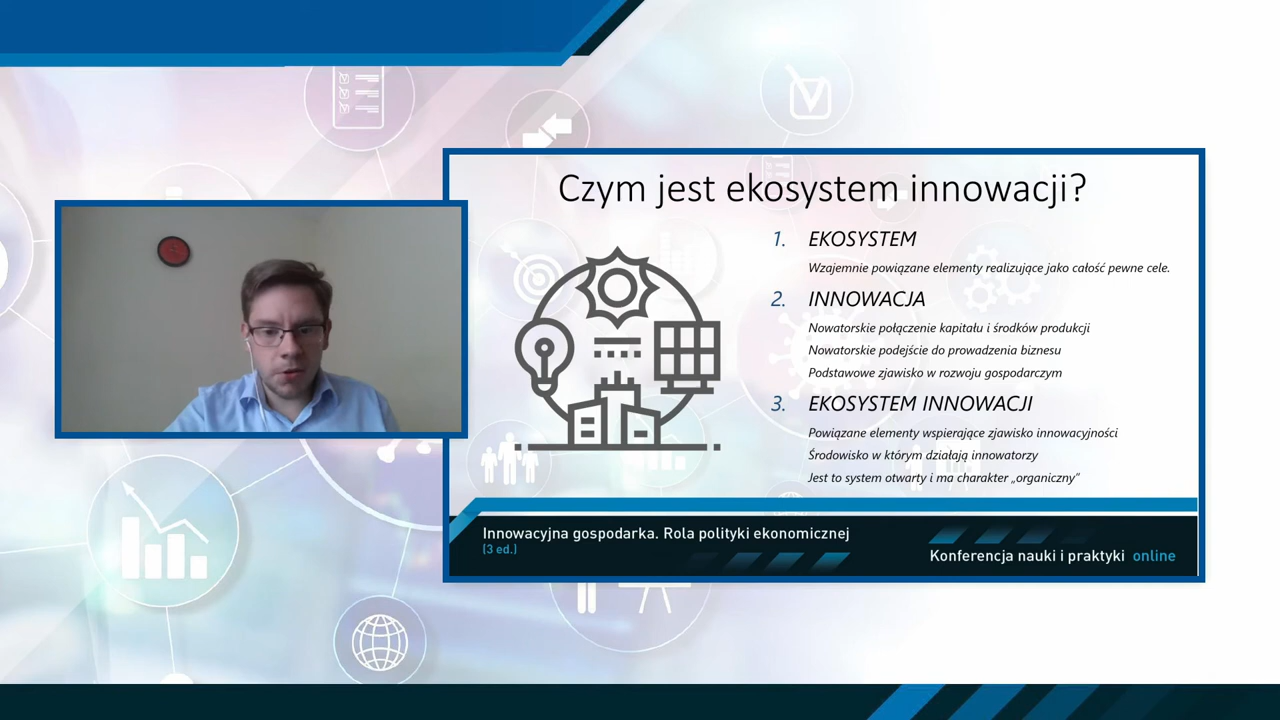 Czym jest ekosystem innowacji?
1. EKOSYSTEM
Wzajemnie powiązane elementy realizujące jako całość pewne cele.
2. INNOWACJA
Nowatorskie połączenie kapitału i środków produkcji
Nowatorskie podejście do prowadzenia biznesu
Podstawowe zjawisko w rozwoju gospodarczym
3. EKOSYSTEM INNOWACJI
Powiązane elementy wspierające zjawisko innowacyjności
Środowisko w którym działają innowatorzy
Jest to system otwarty i ma charakter „organiczny”
Innowacyjna gospodarka. Rola polityki ekonomicznej
(3 ed.)
Konferencja nauki i praktyki online